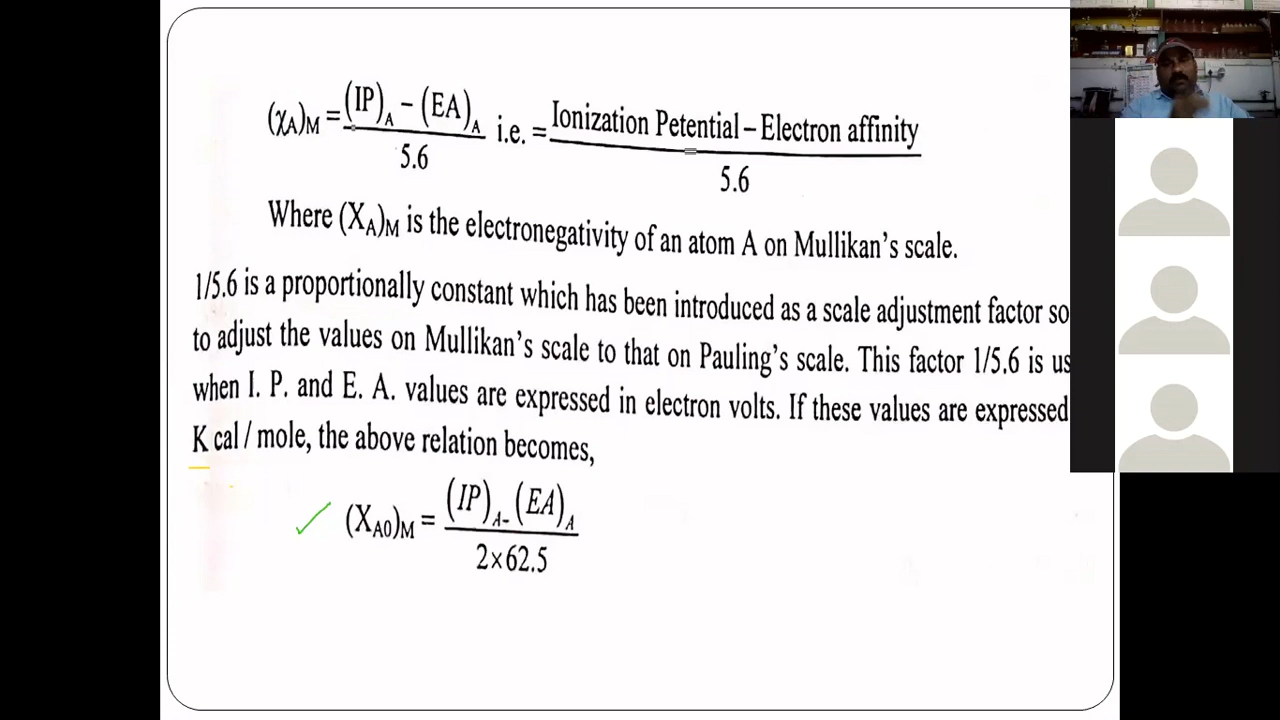 (χA)M = (IP)A – (EA)A / 5.6 i.e. = Ionization Petential – Electron affinity / 5.6
Where (XA)M is the electronegativity of an atom A on Mullikan's scale.
1/5.6 is a proportionally constant which has been introduced as a scale adjustment factor so
to adjust the values on Mullikan's scale to that on Pauling's scale. This factor 1/5.6 is us
when I. P. and E. A. values are expressed in electron volts. If these values are expressed
K cal / mole, the above relation becomes,
(XA0)M = (IP)A- (EA)A / 2×62.5